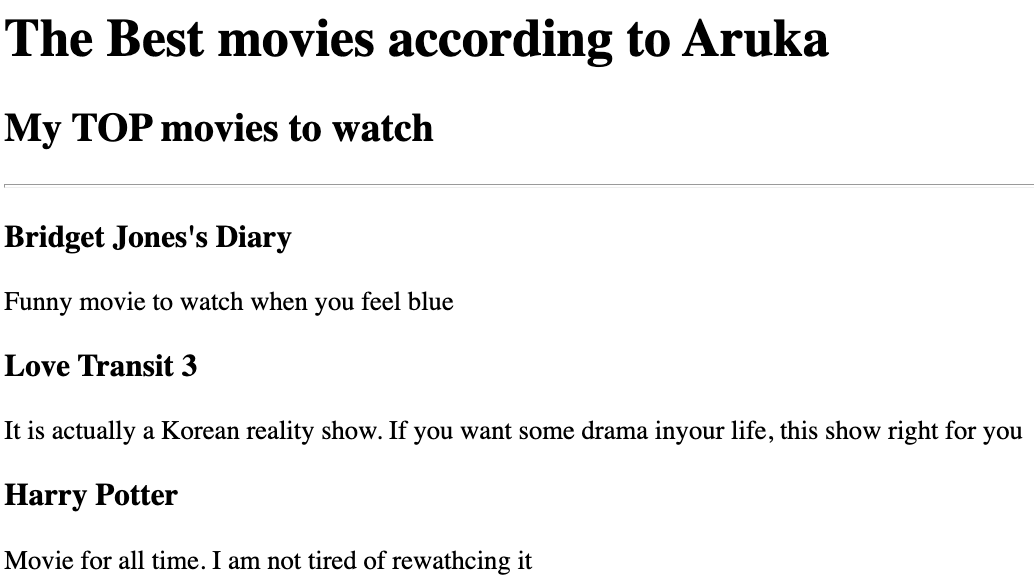 The Best movies according to Aruka
My TOP movies to watch
Bridget Jones's Diary
Funny movie to watch when you feel blue
Love Transit 3
It is actually a Korean reality show. If you want some drama inyour life, this show right for you
Harry Potter
Movie for all time. I am not tired of rewathcing it